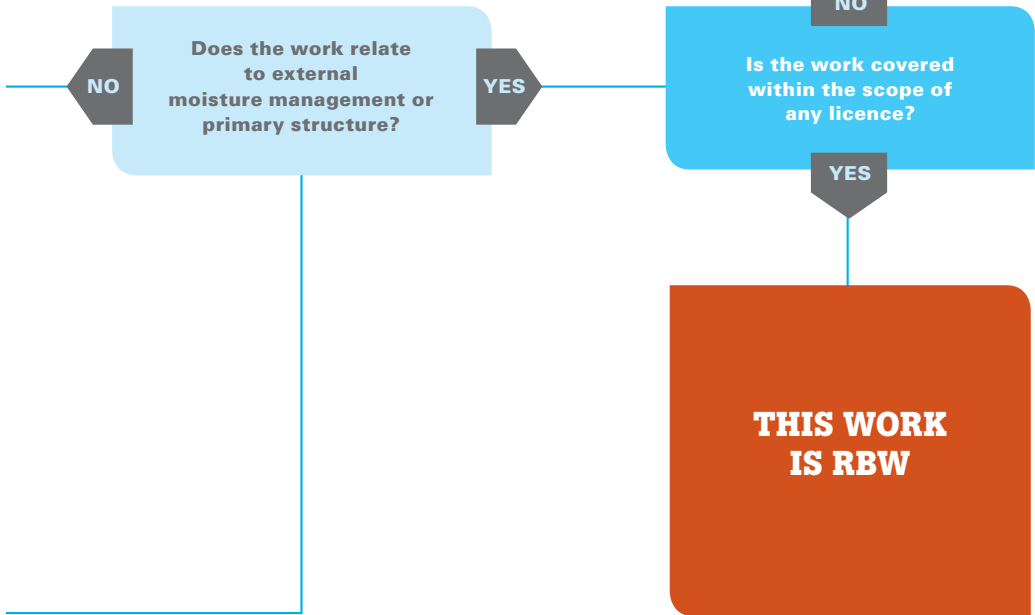 NO
Does the work relate
to external
moisture management or
primary structure?
NO
YES
Is the work covered
within the scope of
any licence?
YES
THIS WORK
IS RBW